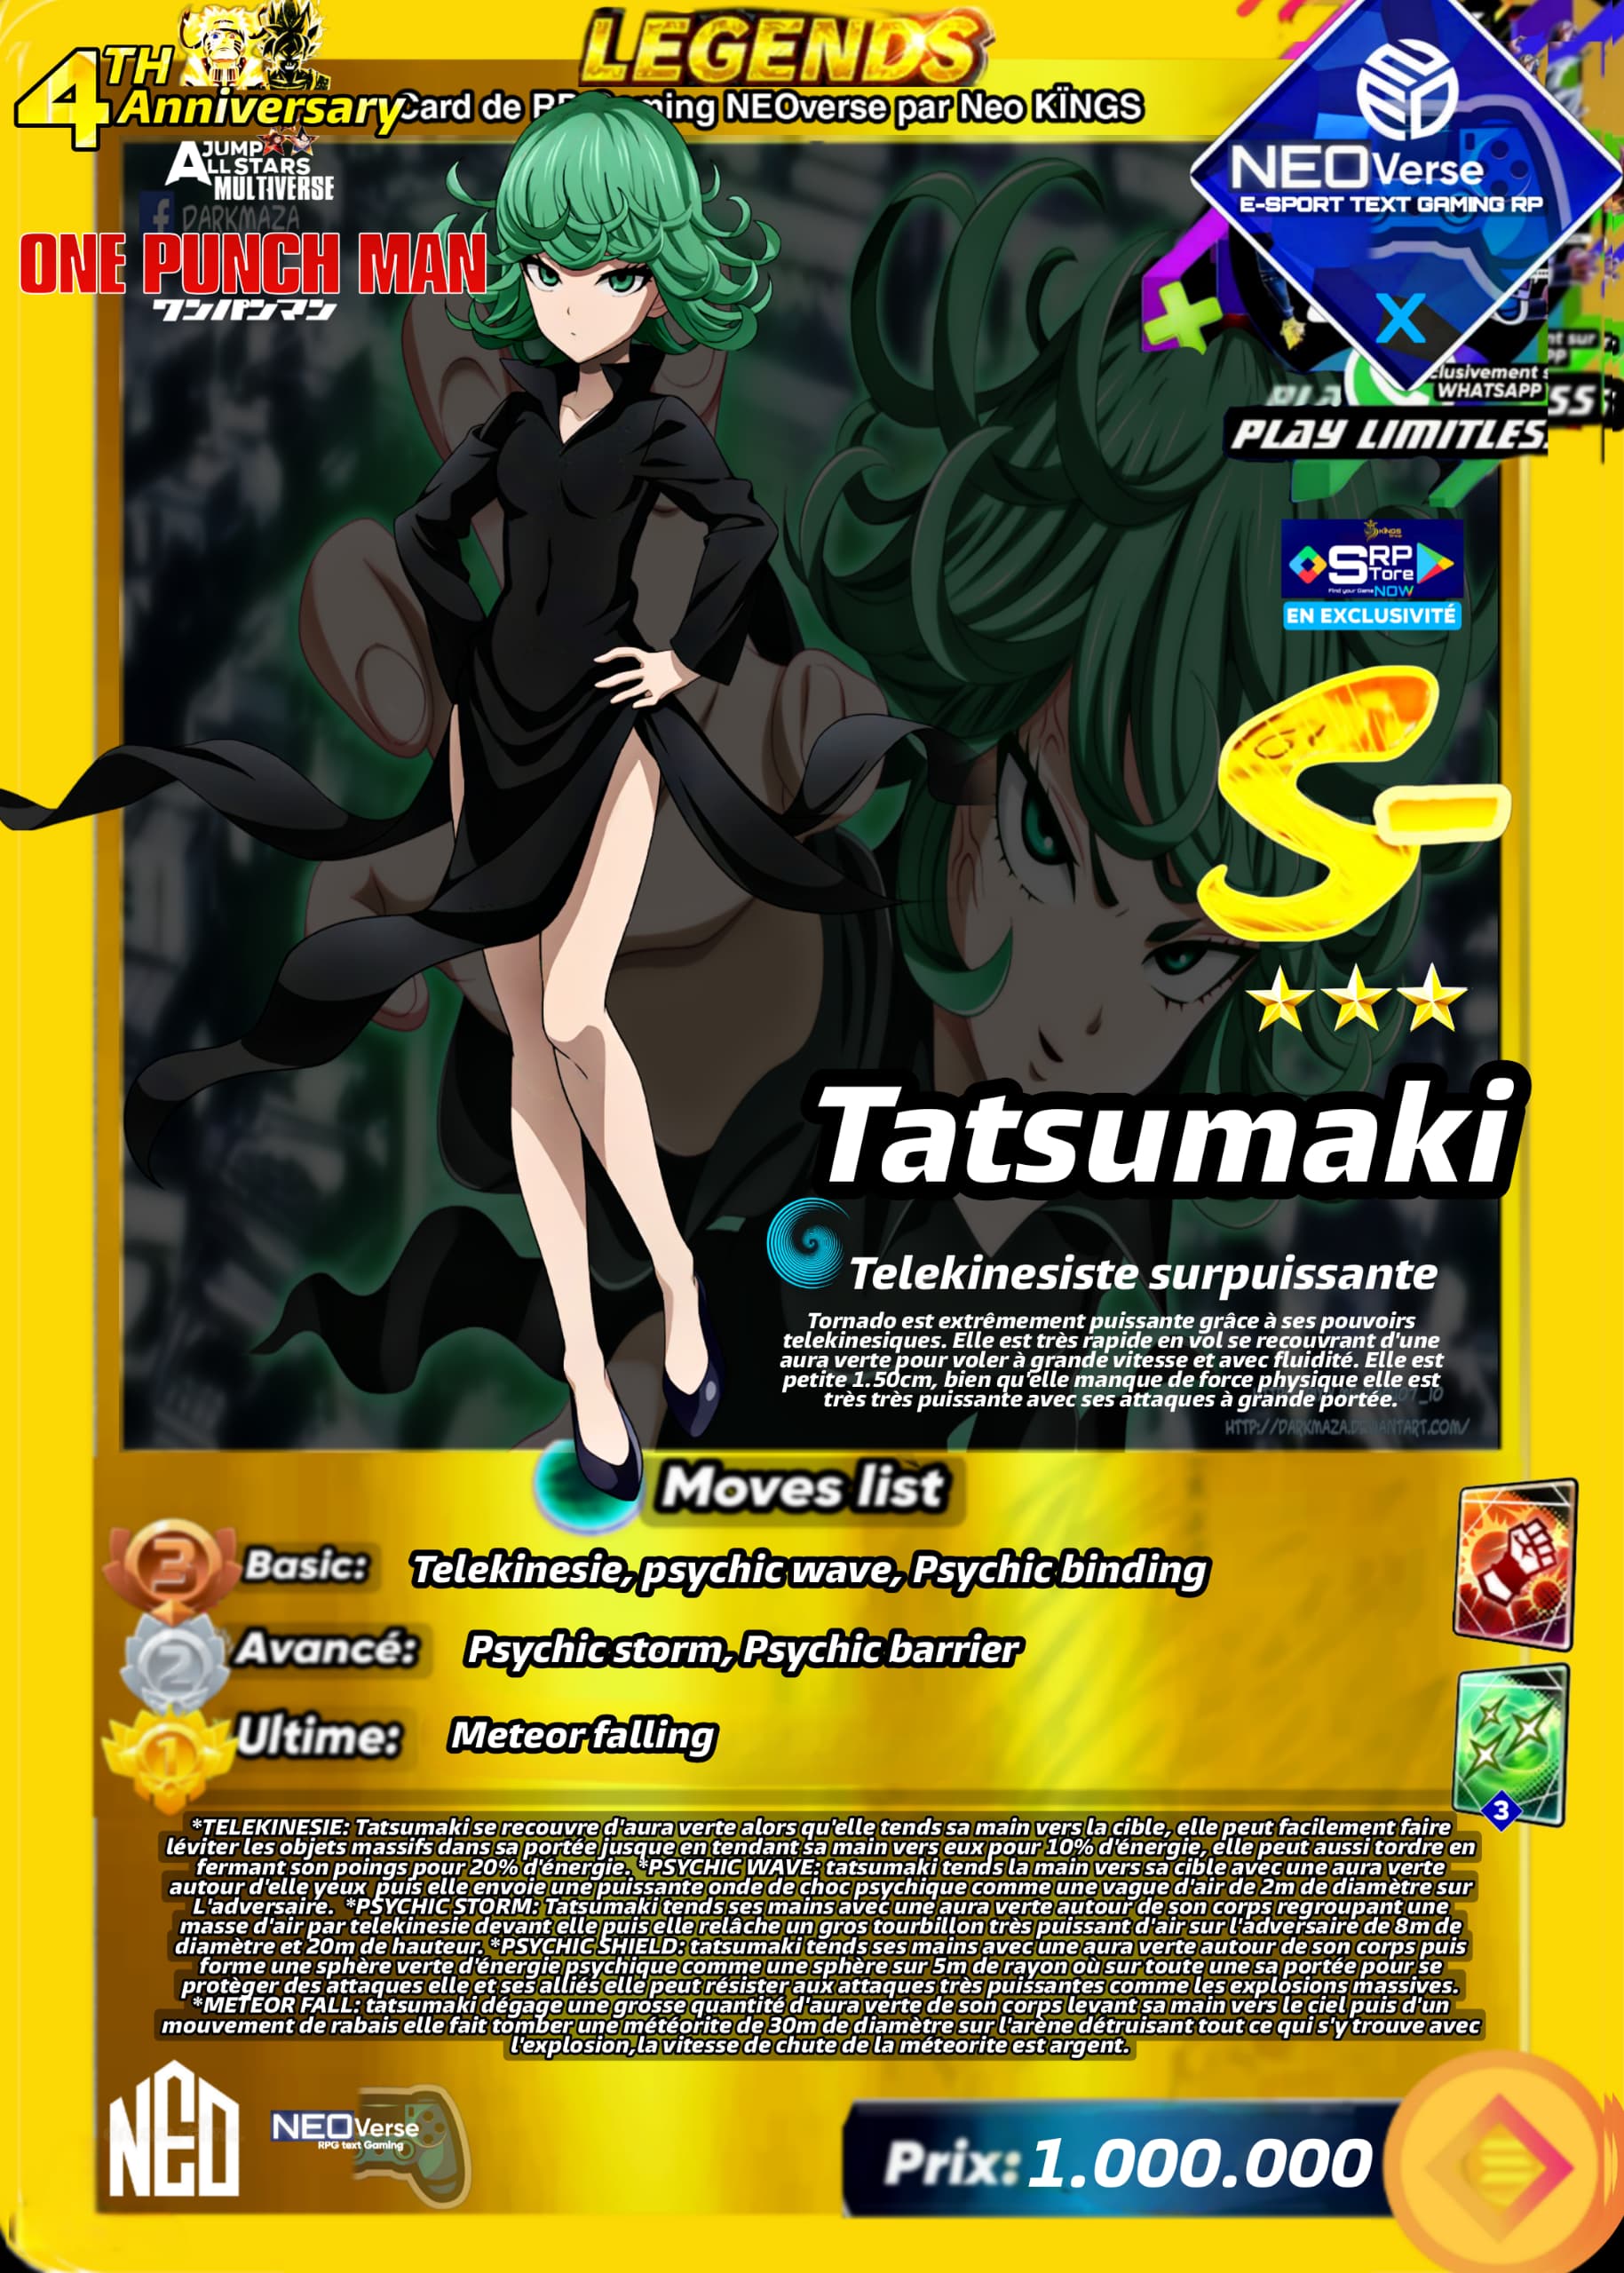 4TH
Anniversary
LEGENDS
Card de RP Gaming NEOverse par Neo KÏNGS
JUMP
ALL STARS
MULTIVERSE
DARKMAZA
ONE PUNCH MAN
ワンパンマン
NEOVerse
E-SPORT TEXT GAMING RP
X
clusivement s
WHATSAPP
PLAY LIMITLES
KINGS
SRP
Tore
Find your Game NOW
EN EXCLUSIVITÉ
S-
Tatsumaki
Telekinesiste surpuissante
Tornado est extrêmement puissante grâce à ses pouvoirs
telekinesiques. Elle est très rapide en vol se recouvrant d'une
aura verte pour voler à grande vitesse et avec fluidité. Elle est
petite 1.50cm, bien qu'elle manque de force physique elle est
très très puissante avec ses attaques à grande portée.
HTTP://DARKMAZA.DEVIANTART.COM/
Moves list
3 Basic: Telekinesie, psychic wave, Psychic binding
2 Avancé: Psychic storm, Psychic barrier
1 Ultime: Meteor falling
3
*TELEKINESIE: Tatsumaki se recouvre d'aura verte alors qu'elle tends sa main vers la cible, elle peut facilement faire
léviter les objets massifs dans sa portée jusque en tendant sa main vers eux pour 10% d'énergie, elle peut aussi tordre en
fermant son poings pour 20% d'énergie. *PSYCHIC WAVE: tatsumaki tends la main vers sa cible avec une aura verte
autour d'elle yeux puis elle envoie une puissante onde de choc psychique comme une vague d'air de 2m de diamètre sur
L'adversaire. *PSYCHIC STORM: Tatsumaki tends ses mains avec une aura verte autour de son corps regroupant une
masse d'air par telekinesie devant elle puis elle relâche un gros tourbillon très puissant d'air sur l'adversaire de 8m de
diamètre et 20m de hauteur. *PSYCHIC SHIELD: tatsumaki tends ses mains avec une aura verte autour de son corps puis
forme une sphère verte d'énergie psychique comme une sphère sur 5m de rayon où sur toute une sa portée pour se
protèger des attaques elle et ses alliés elle peut résister aux attaques très puissantes comme les explosions massives.
*METEOR FALL: tatsumaki dégage une grosse quantité d'aura verte de son corps levant sa main vers le ciel puis d'un
mouvement de rabais elle fait tomber une météorite de 30m de diamètre sur l'arène détruisant tout ce qui s'y trouve avec
l'explosion,la vitesse de chute de la méteorite est argent.
NEO
NEOVerse
RPG text Gaming
Prix: 1.000.000